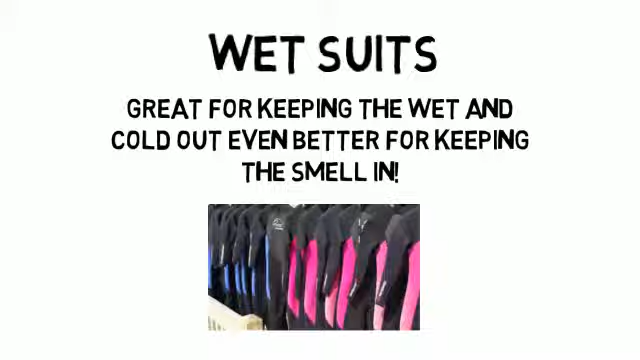 WET SUITS
GREAT FOR KEEPING THE WET AND
COLD OUT EVEN BETTER FOR KEEPING
THE SMELL IN!